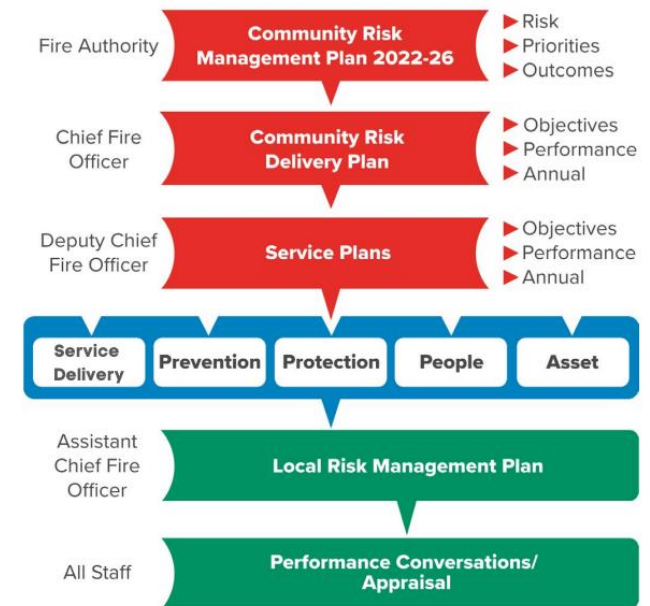 Fire Authority
Community Risk
Management Plan 2022-26
Risk
Priorities
Outcomes
Chief Fire
Officer
Community Risk
Delivery Plan
Objectives
Performance
Annual
Deputy Chief
Fire Officer
Service Plans
Objectives
Performance
Annual
Service
Delivery
Prevention
Protection
People
Asset
Assistant
Chief Fire
Officer
Local Risk Management Plan
All Staff
Performance Conversations/
Appraisal